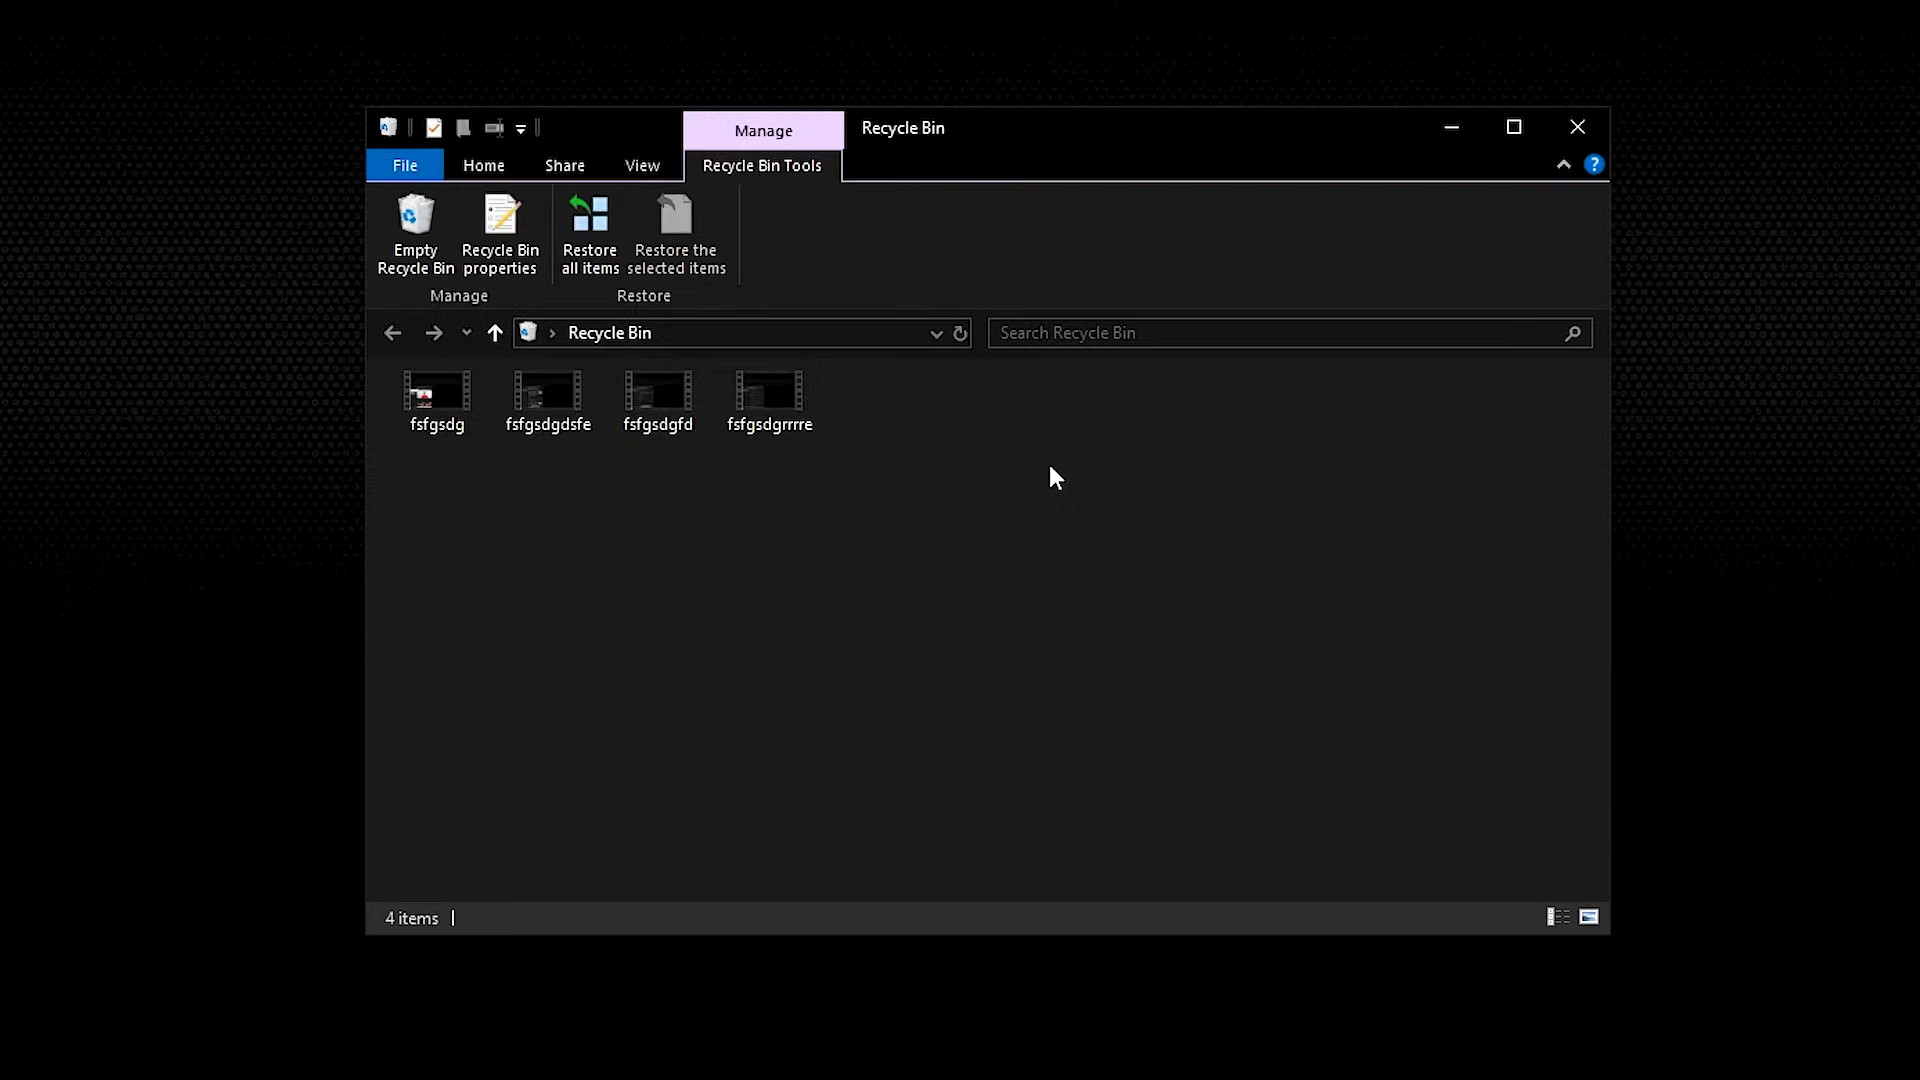 Manage
Recycle Bin
File
Home
Share
View
Recycle Bin Tools
?
Empty
Recycle Bin
Recycle Bin
properties
Restore
all items
Restore the
selected items
Manage
Restore
Recycle Bin
Search Recycle Bin
fsfgsdg
fsfgsdgdsfe
fsfgsdgfd
fsfgsdgrrrre
4 items